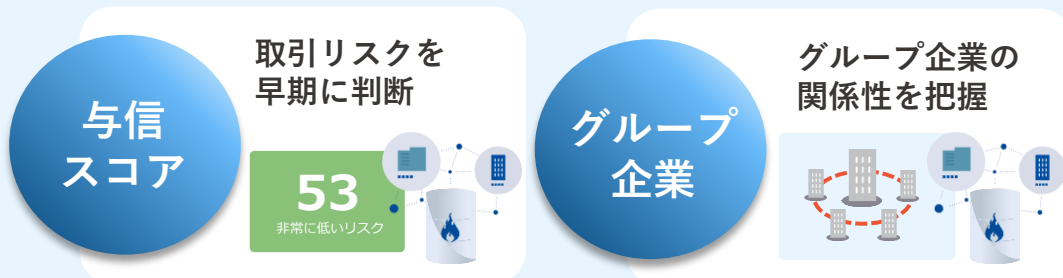 与信
スコア
取引リスクを
早期に判断
53
非常に低いリスク
グループ
企業
グループ企業の
関係性を把握